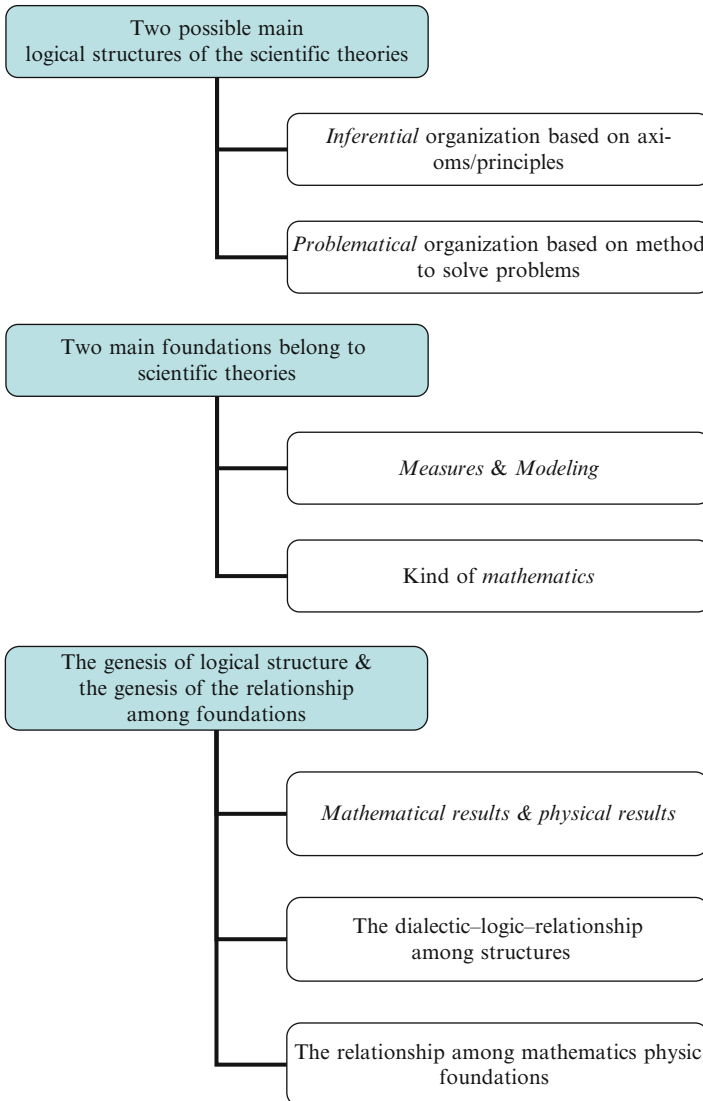 Two possible main
logical structures of the scientific theories
Inferential organization based on axi-
oms/principles
Problematical organization based on method
to solve problems
Two main foundations belong to
scientific theories
Measures & Modeling
Kind of mathematics
The genesis of logical structure &
the genesis of the relationship
among foundations
Mathematical results & physical results
The dialectic–logic–relationship
among structures
The relationship among mathematics physic
foundations